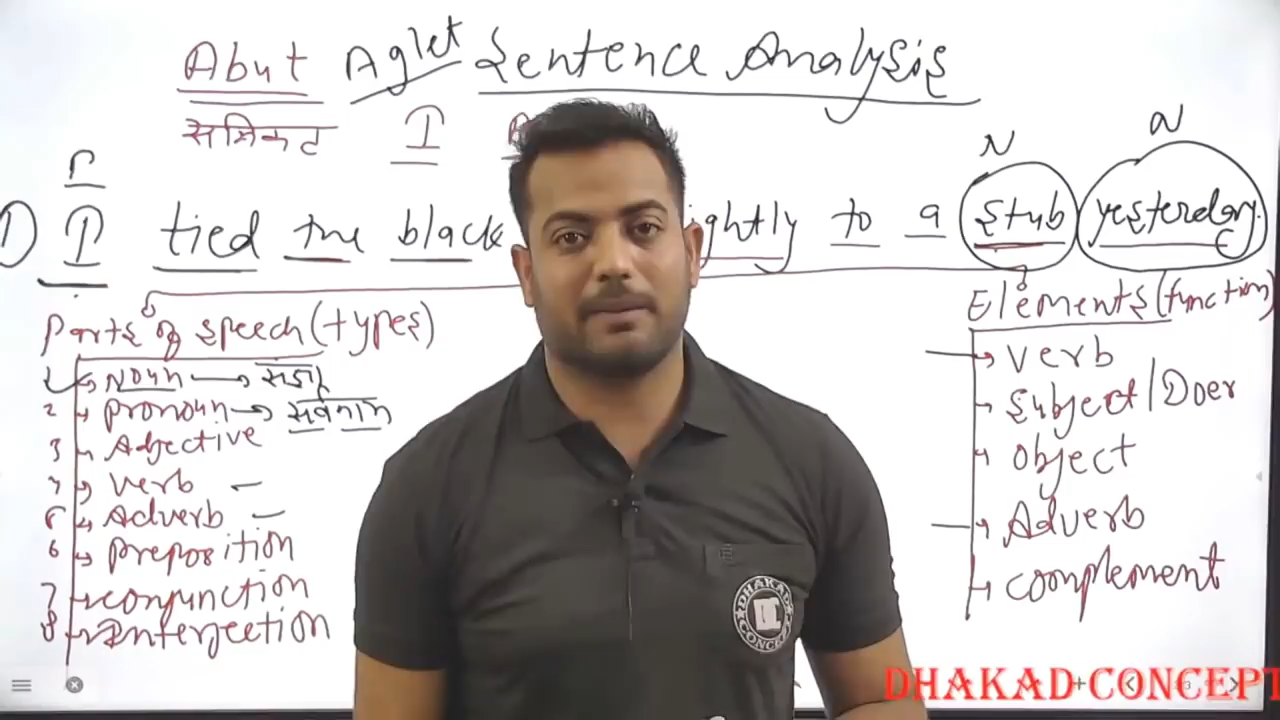 Abut Aglet Sentence Analysis
I
N N
1) I tied the black ightly to a stub yesterday.
Parts of speech (types)
Elements (function)
1 Noun → संज्ञा
2 pronoun → सर्वनाम
3 Adjective
4 verb –
5 Adverb –
6 preposition
7 conjunction
8 Interjection
verb
Subject / Doer
object
Adverb
complement
DHAKAD CONCEPT
DHAKAD CONCEPT